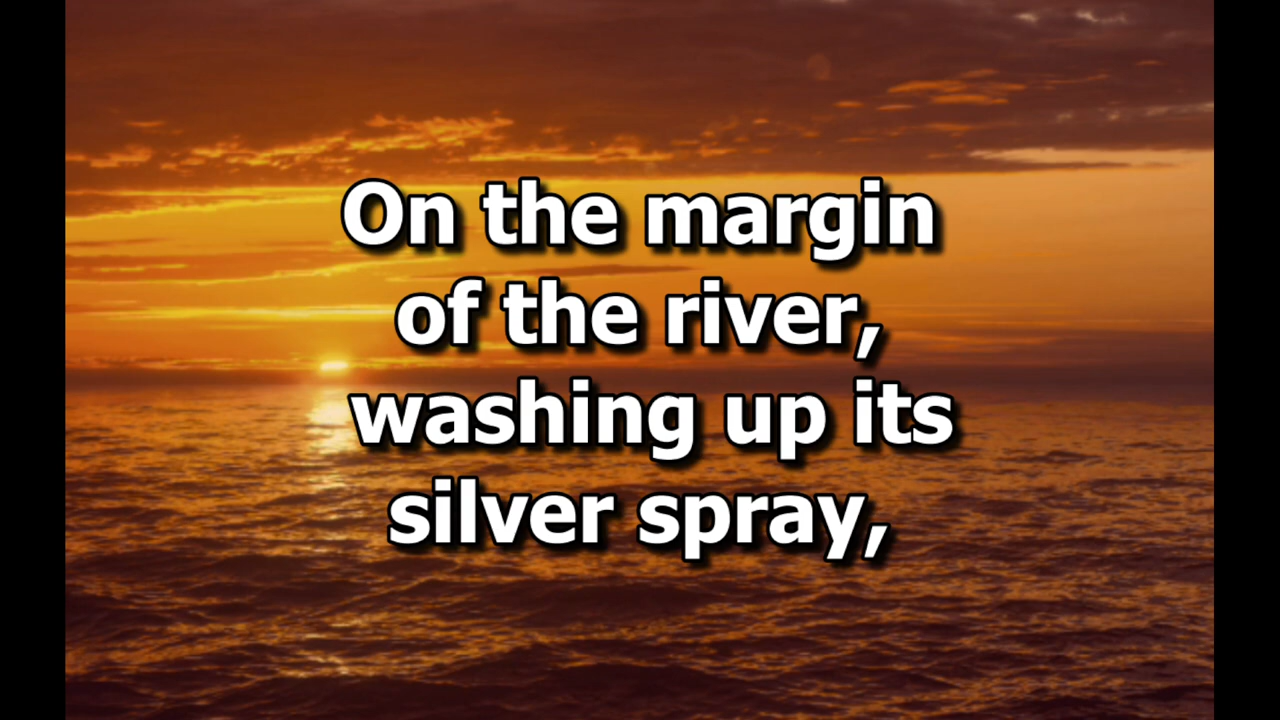 On the margin
of the river,
washing up its
silver spray,